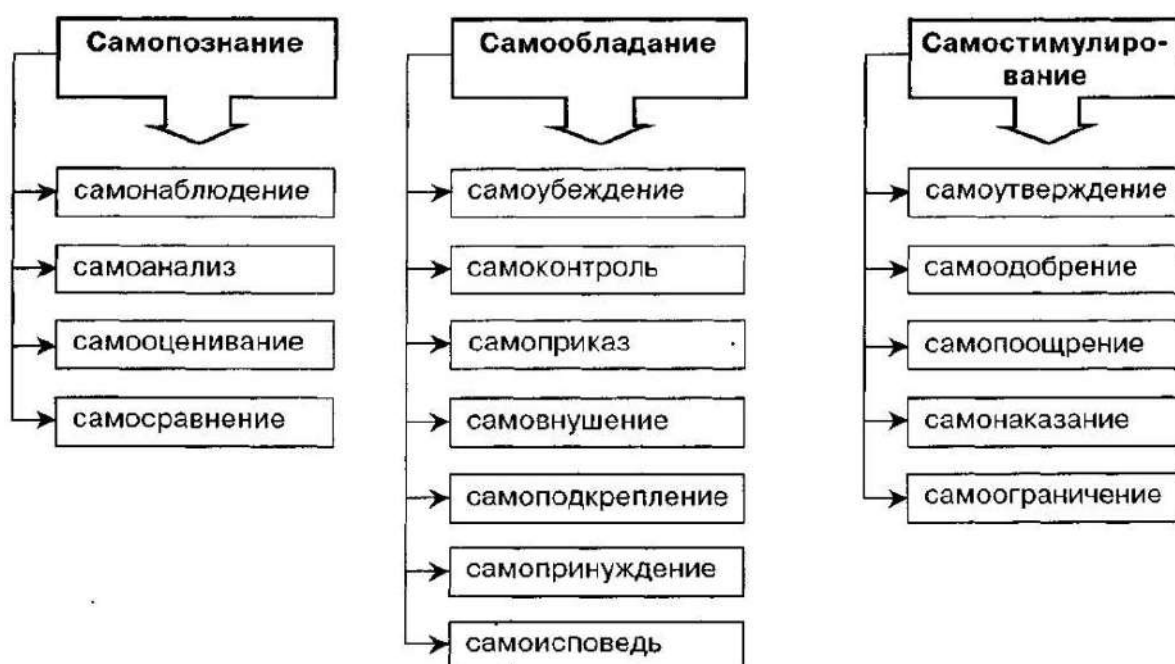 Самопознание
самонаблюдение
самоанализ
самооценивание
самосравнение
Самообладание
самоубеждение
самоконтроль
самоприказ
самовнушение
самоподкрепление
самопринуждение
самоисповедь
Самостимулиро-
вание
самоутверждение
самоодобрение
самопоощрение
самонаказание
самоограничение